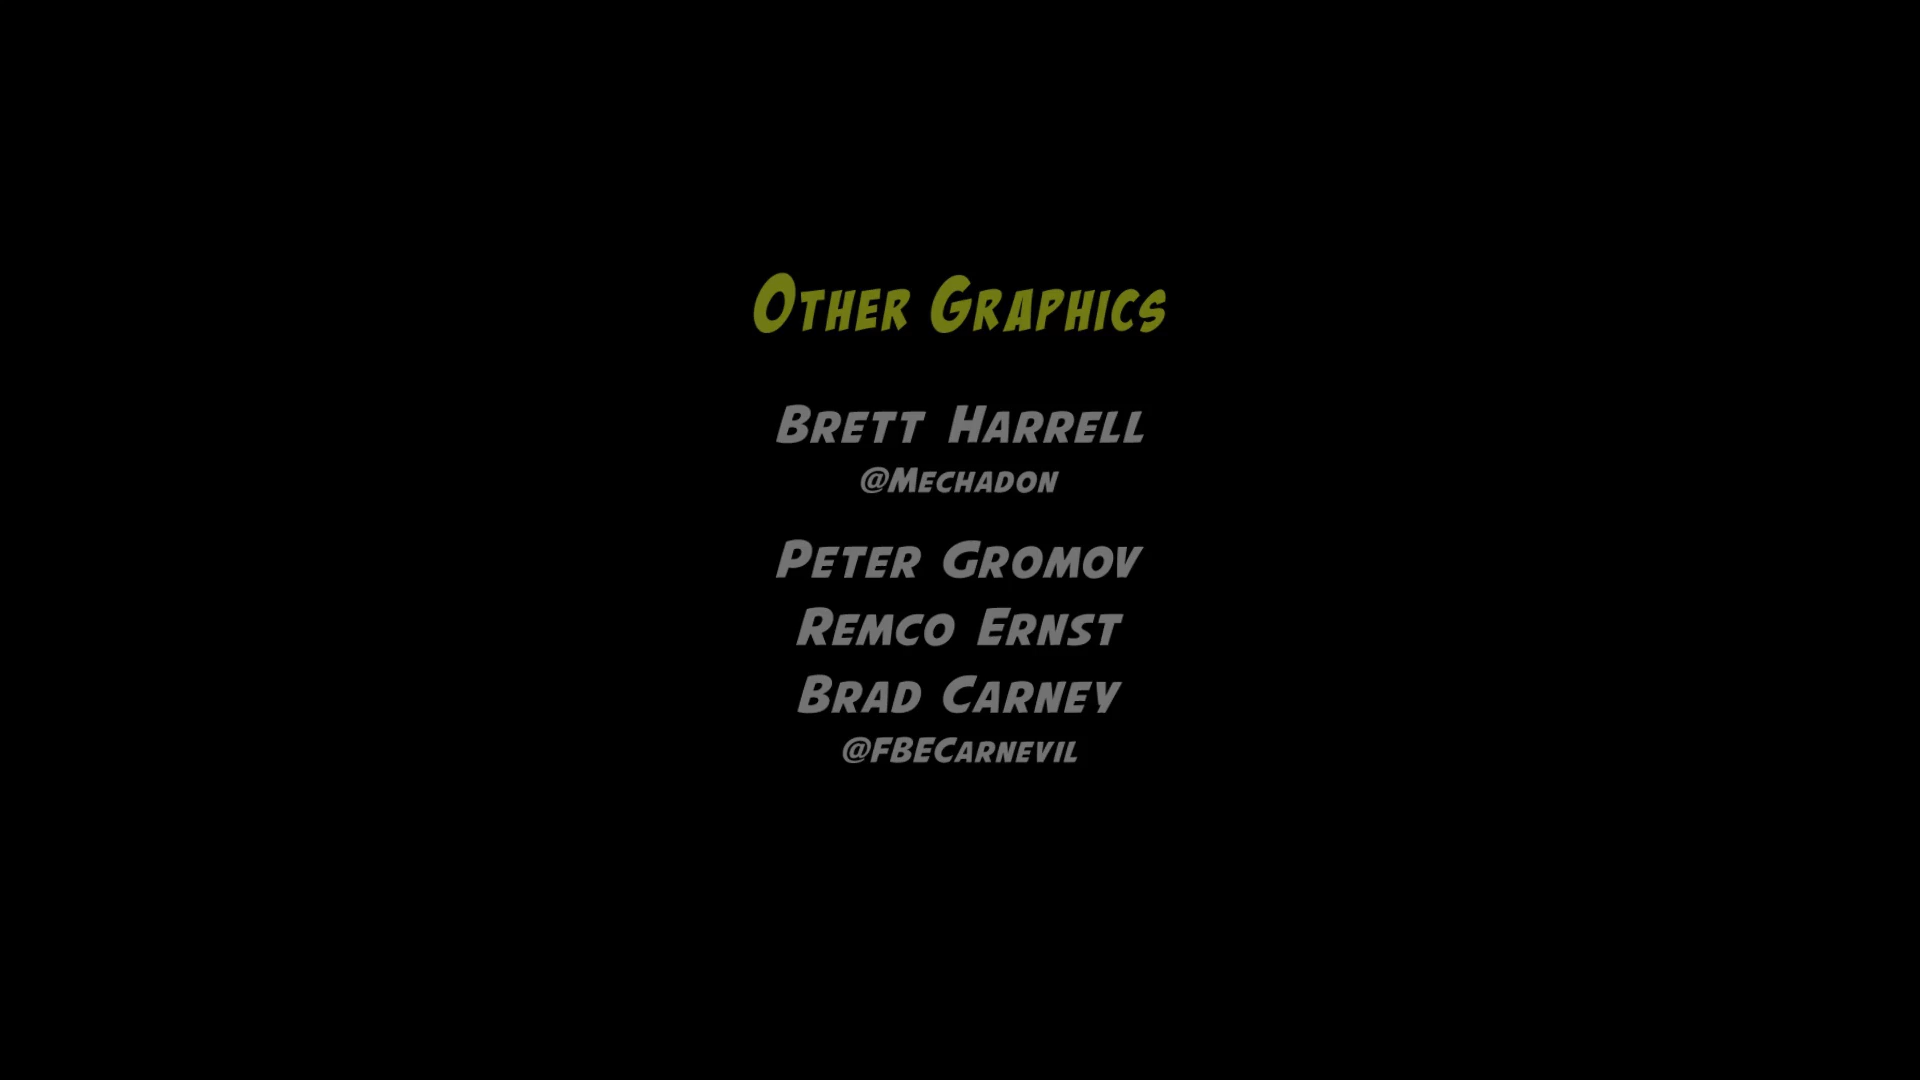 Other Graphics
Brett Harrell
@Mechadon
Peter Gromov
Remco Ernst
Brad Carney
@FBECarnevil